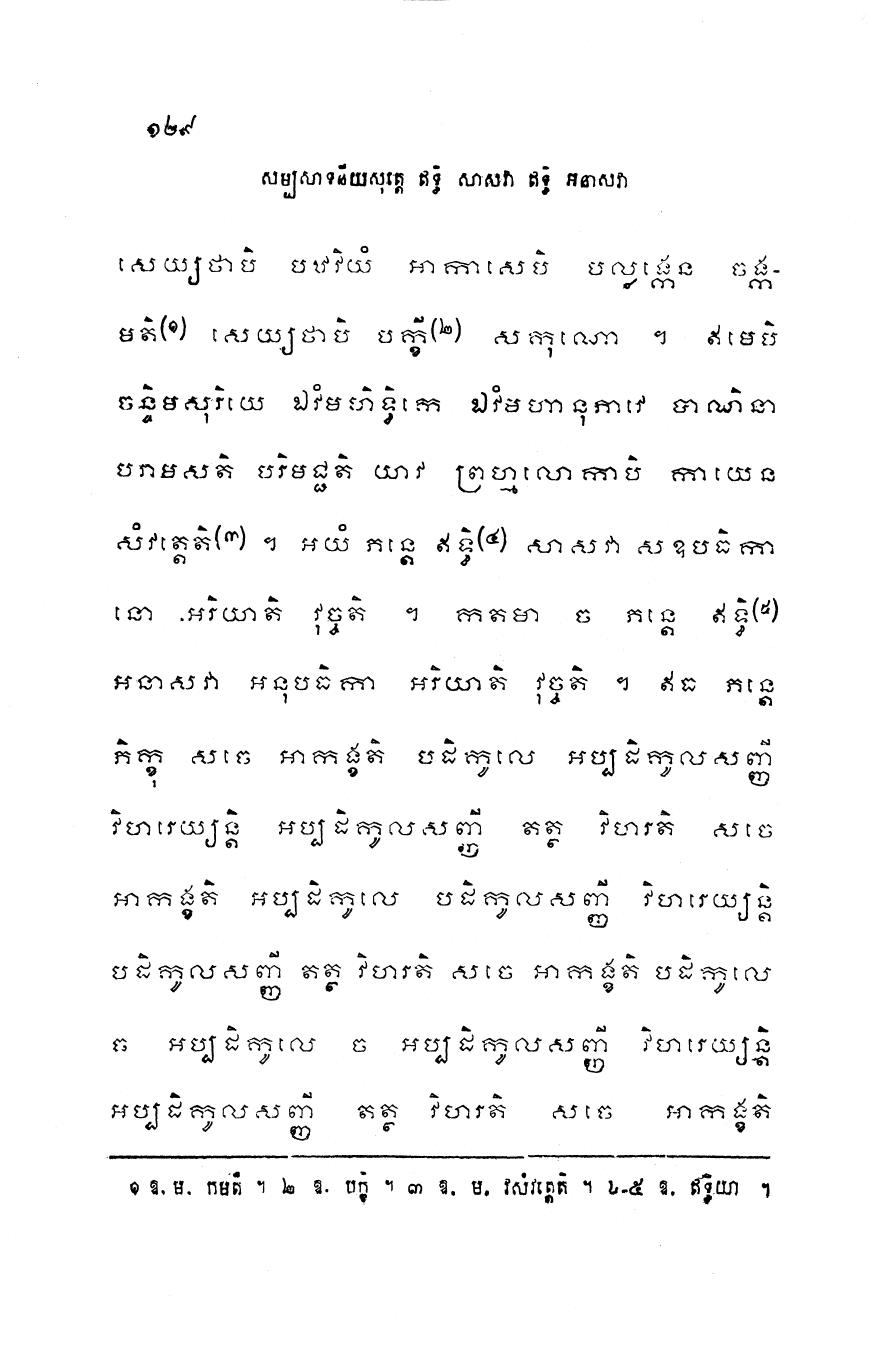 ១២៩
សម្បសាទនីយសុត្តេ ឥទ្ធិ សាសវា ឥទ្ធិ អនាសវា
សេយ្យថាបិ បឋវិយំ អាកាសេបិ បល្លង្កេន ចង្ក-
មតិ(១) សេយ្យថាបិ បក្ខី(២) សកុណោ ។ ឥមេបិ
ចន្ទិមសុរិយេ ឯវំមហិទ្ធិកេ ឯវំមហានុភាវេ បាណិនា
បរាមសតិ បរិមជ្ជតិ យាវ ព្រហ្មលោកាបិ កាយេន
សំវត្តេតិ(៣) ។ អយំ ភន្តេ ឥទ្ធិ(៤) សាសវា សឧបធិកា
នោ អរិយាតិ វុច្ចតិ ។ កតមា ច ភន្តេ ឥទ្ធិ(៥)
អនាសវា អនុបធិកា អរិយាតិ វុច្ចតិ ។ ឥធ ភន្តេ
ភិក្ខុ សចេ អាកង្ខតិ បដិកូលេ អប្បដិកូលសញ្ញី
វិហរេយ្យន្តិ អប្បដិកូលសញ្ញី តត្ថ វិហរតិ សចេ
អាកង្ខតិ អប្បដិកូលេ បដិកូលសញ្ញី វិហរេយ្យន្តិ
បដិកូលសញ្ញី តត្ថ វិហរតិ សចេ អាកង្ខតិ បដិកូលេ
ច អប្បដិកូលេ ច អប្បដិកូលសញ្ញី វិហរេយ្យន្តិ
អប្បដិកូលសញ្ញី តត្ថ វិហរតិ សចេ អាកង្ខតិ
១ ឱ. ម. កមតិ ។ ២ ឱ. បក្ខិ ។ ៣ ឱ. ម. វសំវត្តេតិ ។ ៤-៥ ឱ. ឥទ្ធិយា ។